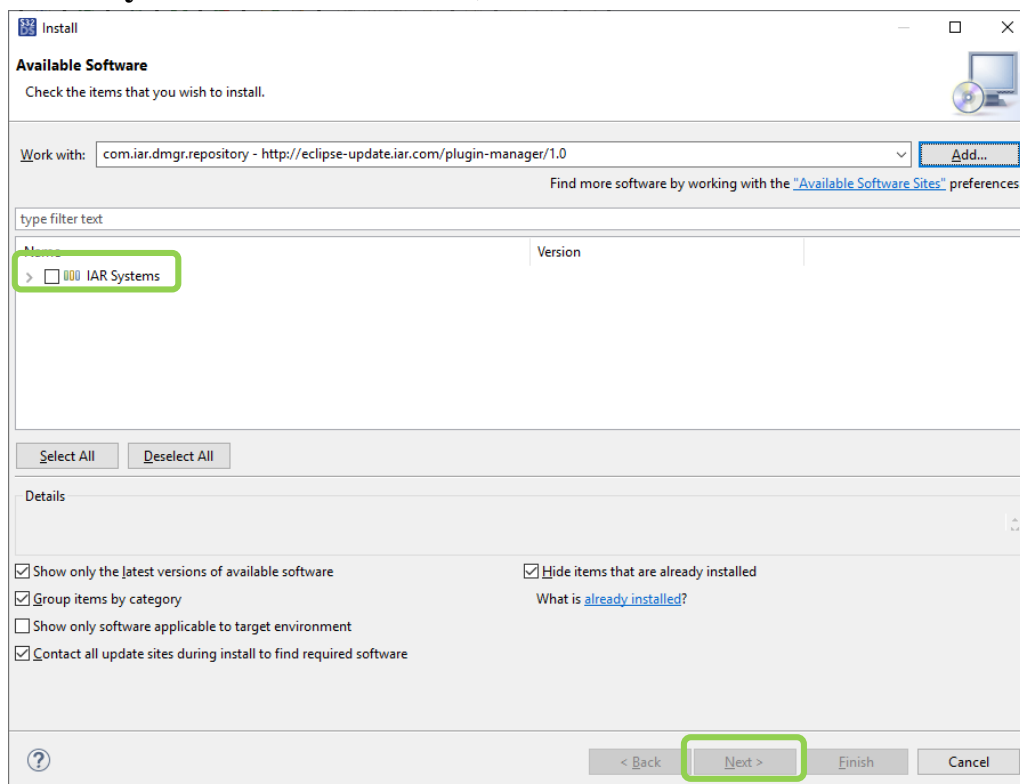 S32
DS
Install
Available Software
Check the items that you wish to install.
Work with: com.iar.dmgr.repository - http://eclipse-update.iar.com/plugin-manager/1.0 Add...
Find more software by working with the "Available Software Sites" preferences
type filter text
Name Version
IAR Systems
Select All Deselect All
Details
Show only the latest versions of available software Hide items that are already installed
Group items by category What is already installed?
Show only software applicable to target environment
Contact all update sites during install to find required software
? < Back Next > Finish Cancel